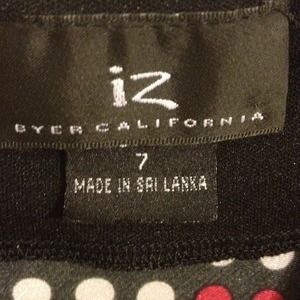 iz
BYER CALIFORNIA
7
MADE IN SRI LANKA